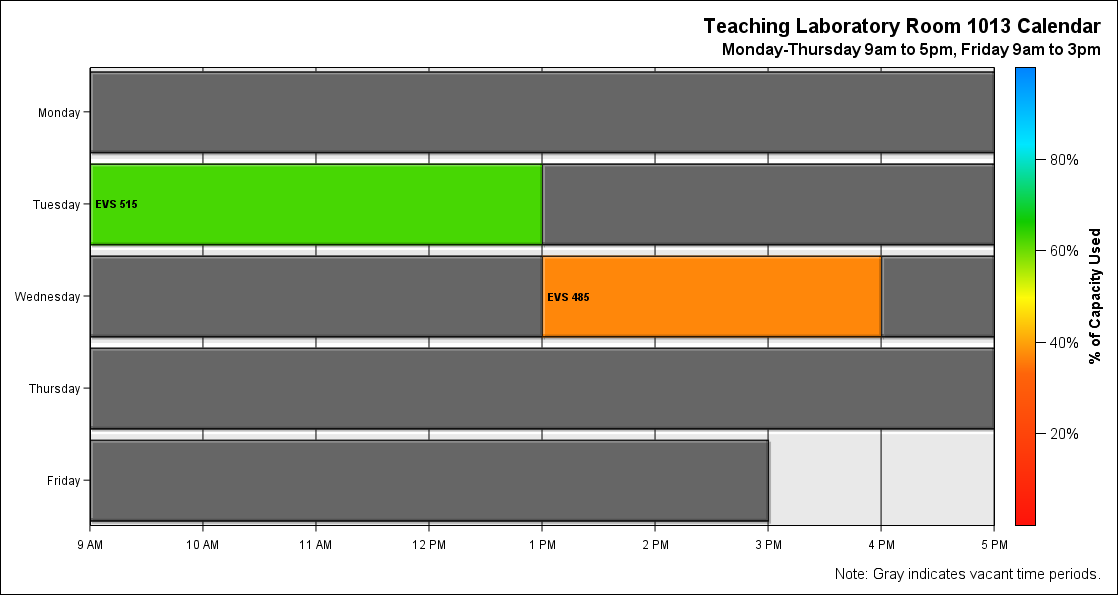 Teaching Laboratory Room 1013 Calendar
Monday-Thursday 9am to 5pm, Friday 9am to 3pm
Monday
Tuesday
EVS 515
Wednesday
EVS 485
Thursday
Friday
9 AM 10 AM 11 AM 12 PM 1 PM 2 PM 3 PM 4 PM 5 PM
80%
60%
40%
20%
% of Capacity Used
Note: Gray indicates vacant time periods.